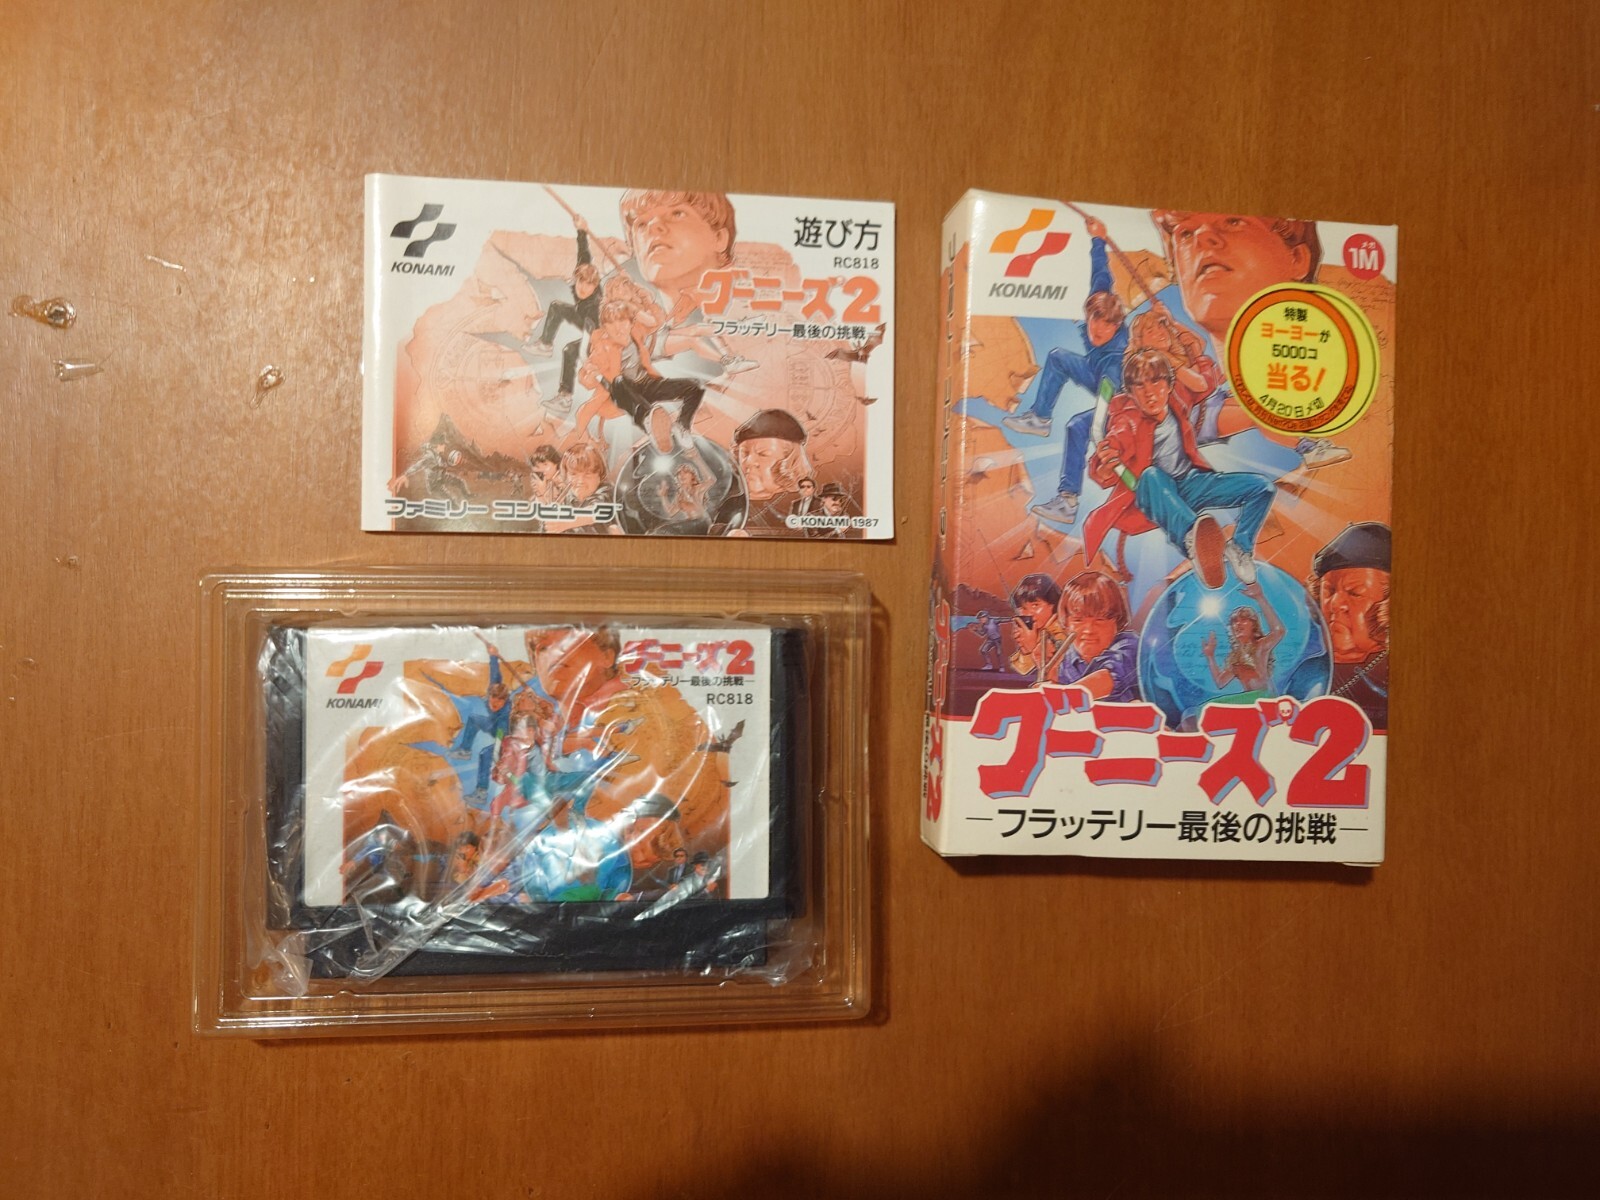 KONAMI
遊び方
RC818
グーニーズ2
フラッテリー最後の挑戦
ファミリー コンピュータ™
© KONAMI 1987
KONAMI
グーニーズ2
―フラッテリー最後の挑戦―
RC818
KONAMI
メガ
1M
特製
ヨーヨーが
5000コ
当る!
4月20日〆切
グーニーズ2
―フラッテリー最後の挑戦―